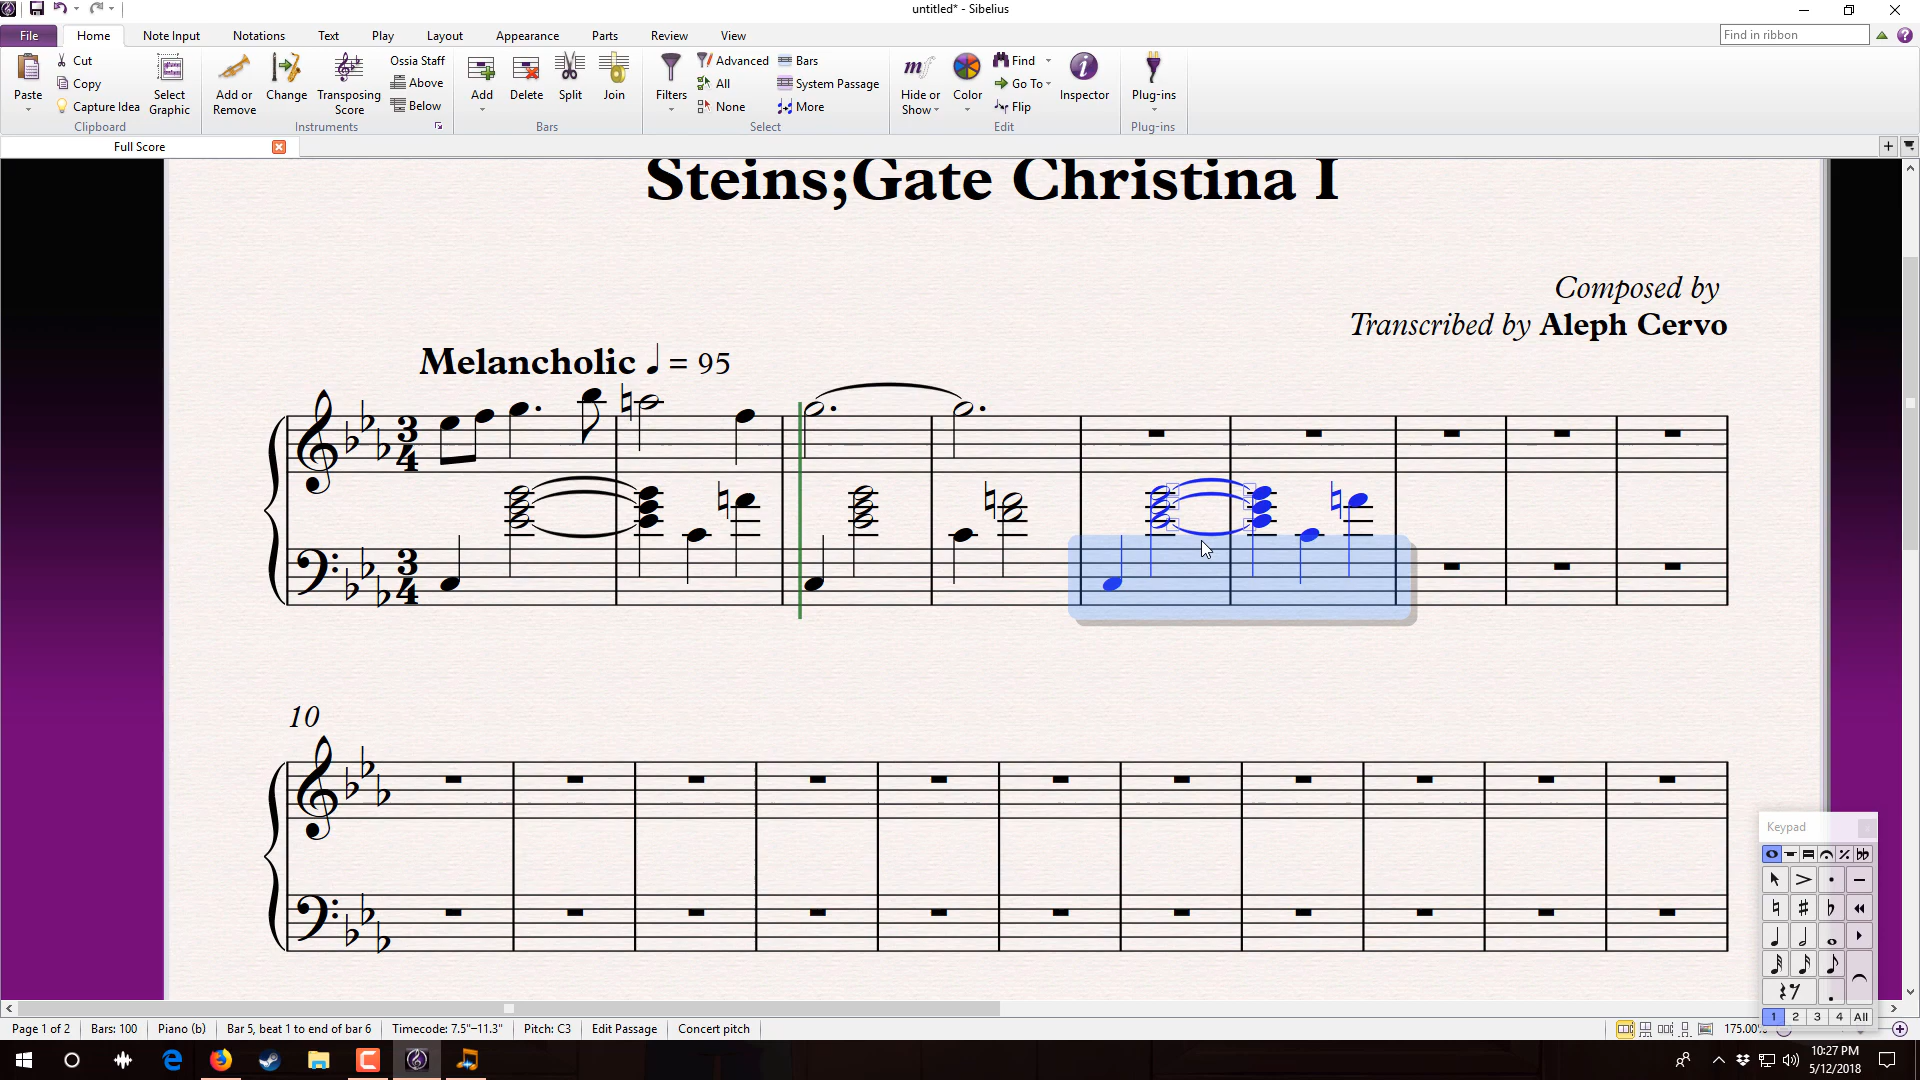 untitled* - Sibelius
File Home Note Input Notations Text Play Layout Appearance Parts Review View Find in ribbon
Paste Cut Copy Capture Idea Select Graphic
Clipboard
Add or Remove Change Transposing Score Ossia Staff Above Below
Instruments
Add Delete Split Join
Bars
Filters Advanced All None Bars System Passage More
Select
Hide or Show Color Find Go To Flip Inspector
Edit
Plug-ins
Plug-ins
Full Score
Steins;Gate Christina I
Composed by
Transcribed by Aleph Cervo
Melancholic ♩ = 95
3
4
3
4
10
Keypad
1 2 3 4 All
Page 1 of 2 Bars: 100 Piano (b) Bar 5, beat 1 to end of bar 6 Timecode: 7.5"–11.3" Pitch: C3 Edit Passage Concert pitch 175.00%
10:27 PM
5/12/2018